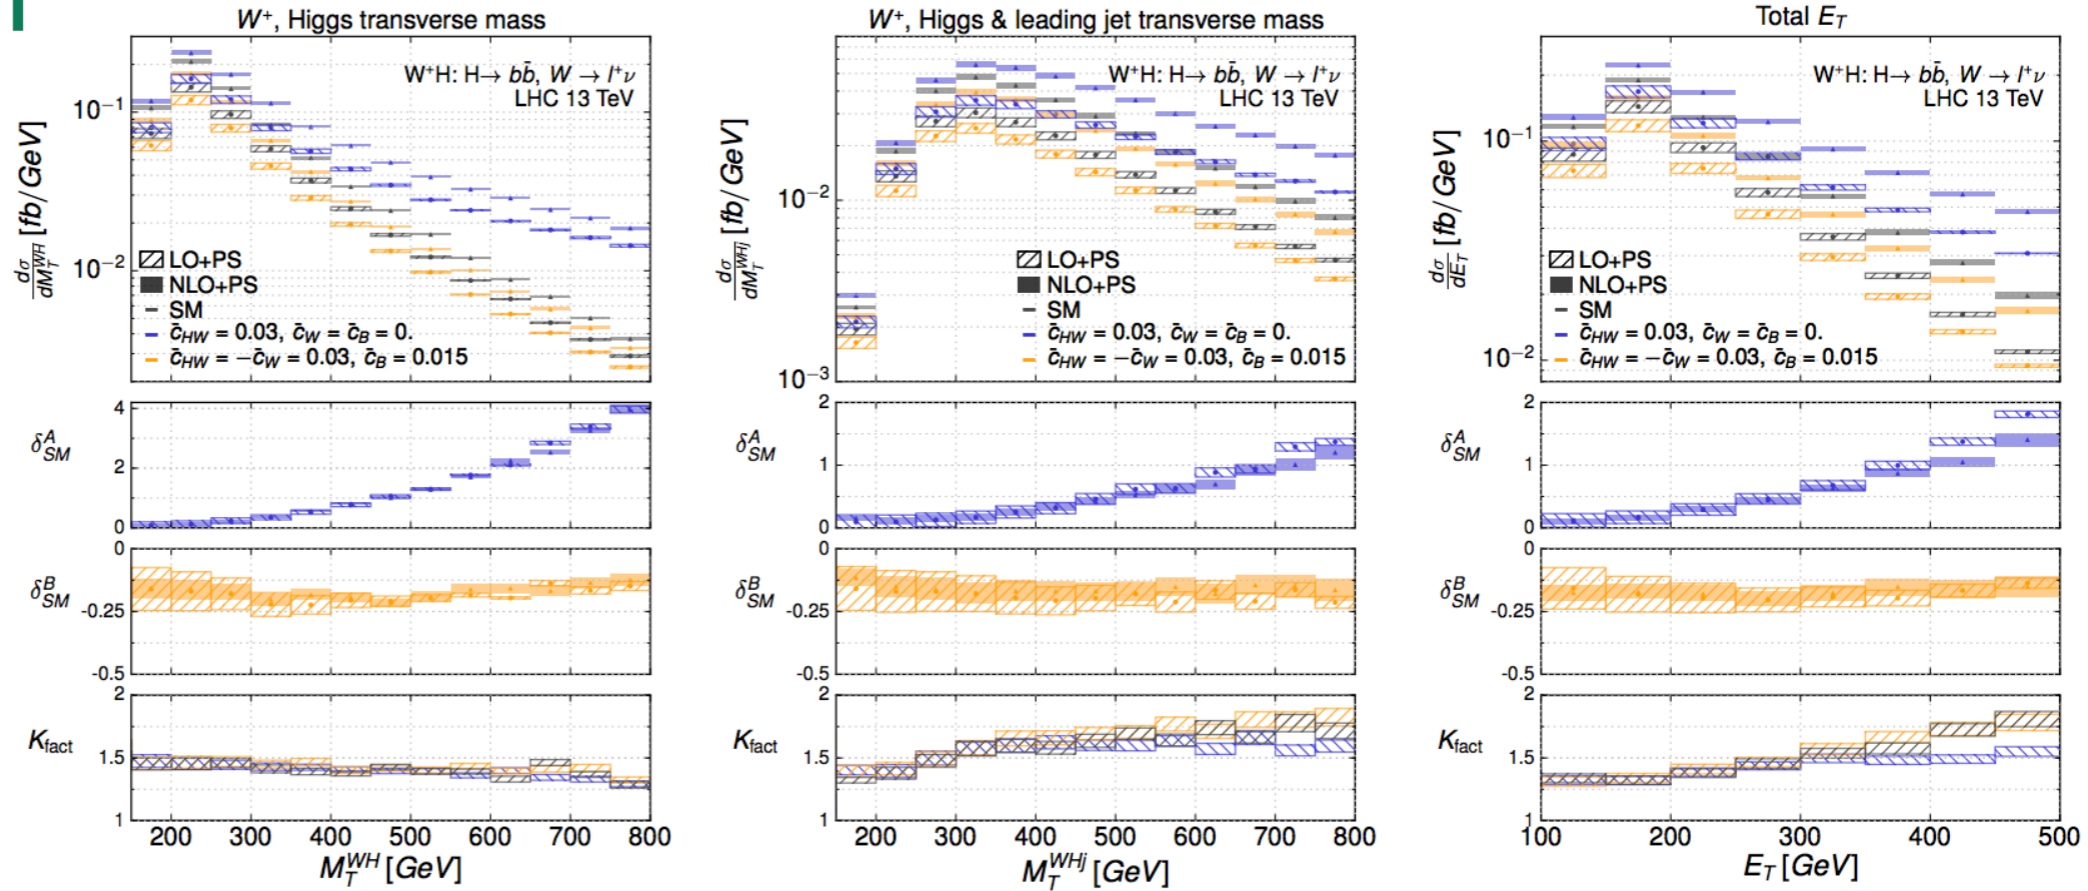 W⁺, Higgs transverse mass
W⁺H: H→ bb̄, W → l⁺ν
LHC 13 TeV
dσ/dM_T^WH [fb/GeV]
10⁻¹
10⁻²
LO+PS
NLO+PS
SM
c̄_HW = 0.03, c̄_W = c̄_B = 0.
c̄_HW = −c̄_W = 0.03, c̄_B = 0.015
δ^A_SM
4
2
0
δ^B_SM
0
-0.25
-0.5
K_fact
2
1.5
1
200 300 400 500 600 700 800
M_T^WH [GeV]
W⁺, Higgs & leading jet transverse mass
W⁺H: H→ bb̄, W → l⁺ν
LHC 13 TeV
dσ/dM_T^WHj [fb/GeV]
10⁻²
10⁻³
LO+PS
NLO+PS
SM
c̄_HW = 0.03, c̄_W = c̄_B = 0.
c̄_HW = −c̄_W = 0.03, c̄_B = 0.015
δ^A_SM
2
1
0
δ^B_SM
0
-0.25
-0.5
K_fact
2
1.5
1
200 300 400 500 600 700 800
M_T^WHj [GeV]
Total E_T
W⁺H: H→ bb̄, W → l⁺ν
LHC 13 TeV
dσ/dE_T [fb/GeV]
10⁻¹
10⁻²
LO+PS
NLO+PS
SM
c̄_HW = 0.03, c̄_W = c̄_B = 0.
c̄_HW = −c̄_W = 0.03, c̄_B = 0.015
δ^A_SM
2
1
0
δ^B_SM
0
-0.25
-0.5
K_fact
2
1.5
1
100 200 300 400 500
E_T [GeV]